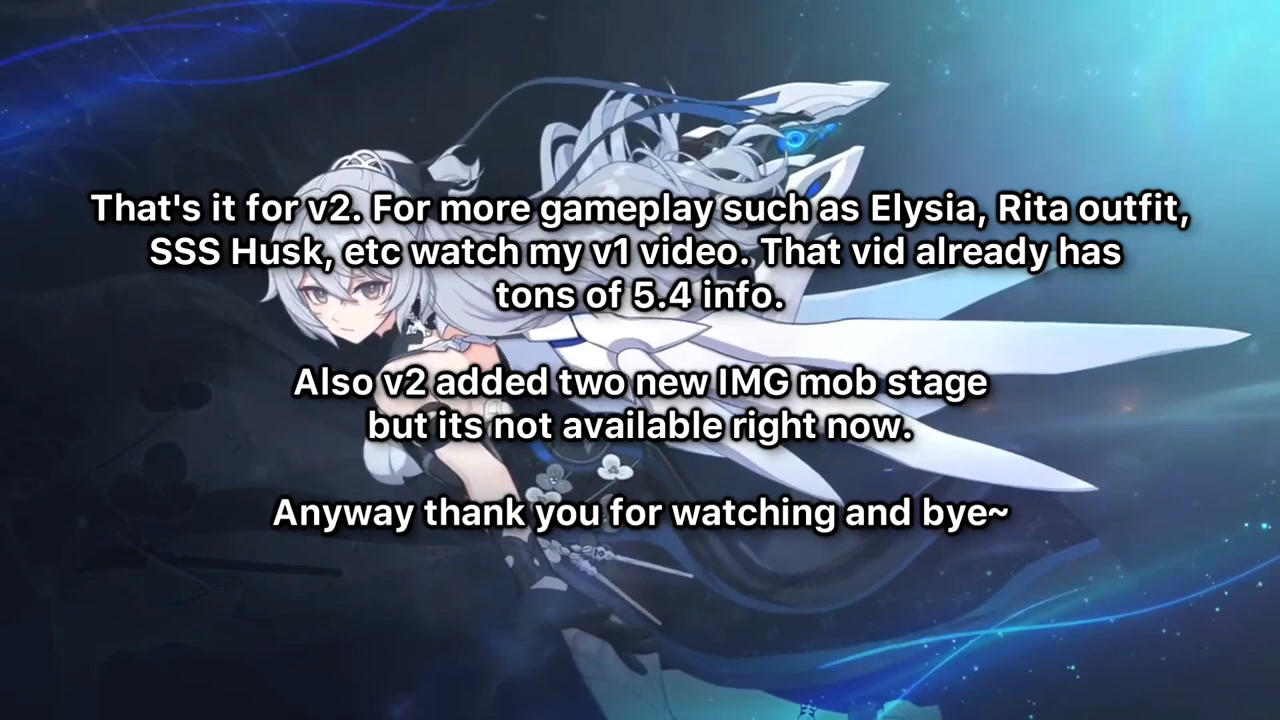 That's it for v2. For more gameplay such as Elysia, Rita outfit,
SSS Husk, etc watch my v1 video. That vid already has
tons of 5.4 info.
Also v2 added two new IMG mob stage
but its not available right now.
Anyway thank you for watching and bye~